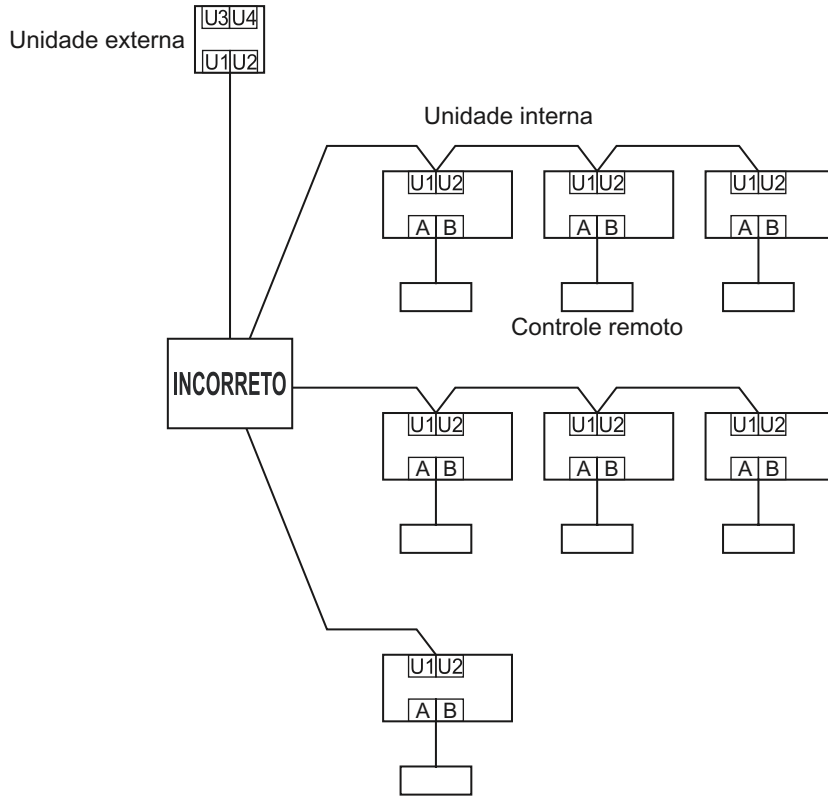 U3 U4
Unidade externa
U1 U2
Unidade interna
U1 U2 U1 U2 U1 U2
A B A B A B
Controle remoto
INCORRETO
U1 U2 U1 U2 U1 U2
A B A B A B
U1 U2
A B